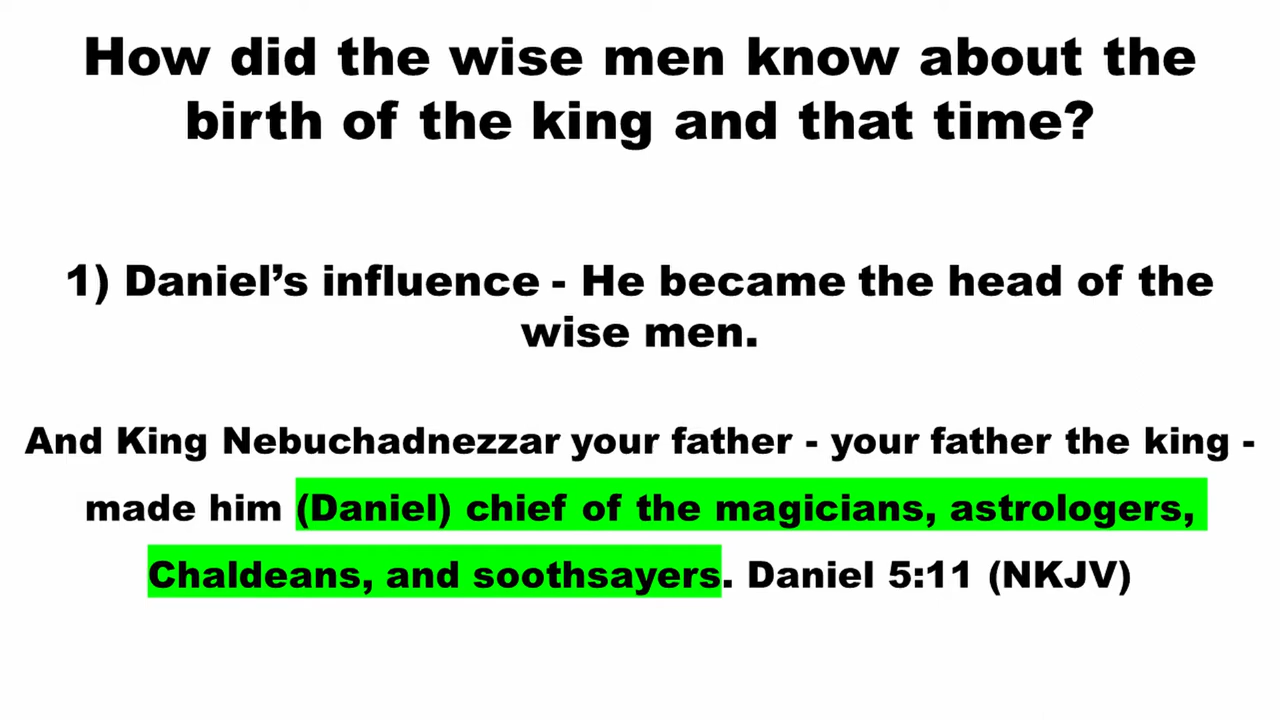 How did the wise men know about the
birth of the king and that time?
1) Daniel’s influence - He became the head of the
wise men.
And King Nebuchadnezzar your father - your father the king -
made him (Daniel) chief of the magicians, astrologers,
Chaldeans, and soothsayers. Daniel 5:11 (NKJV)